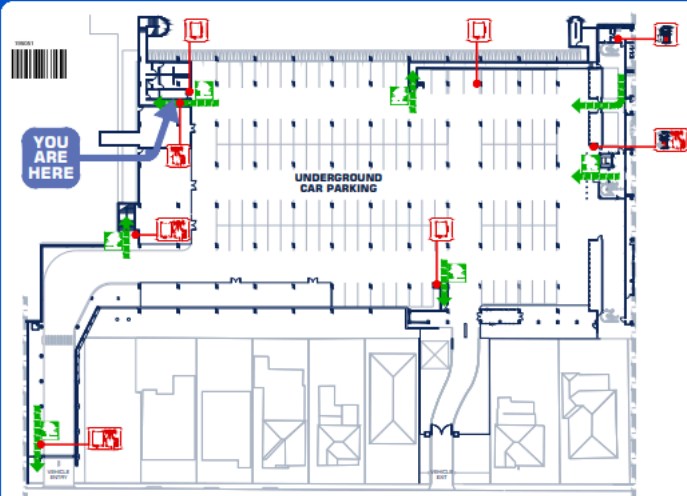 YOU
ARE
HERE
UNDERGROUND
CAR PARKING
VEHICLE
ENTRY
VEHICLE
EXIT